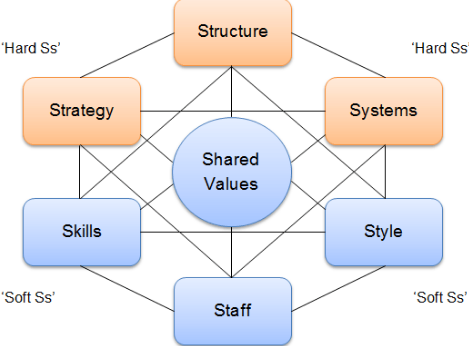 Structure
'Hard Ss'
'Hard Ss'
Strategy
Systems
Shared
Values
Skills
Style
'Soft Ss'
'Soft Ss'
Staff